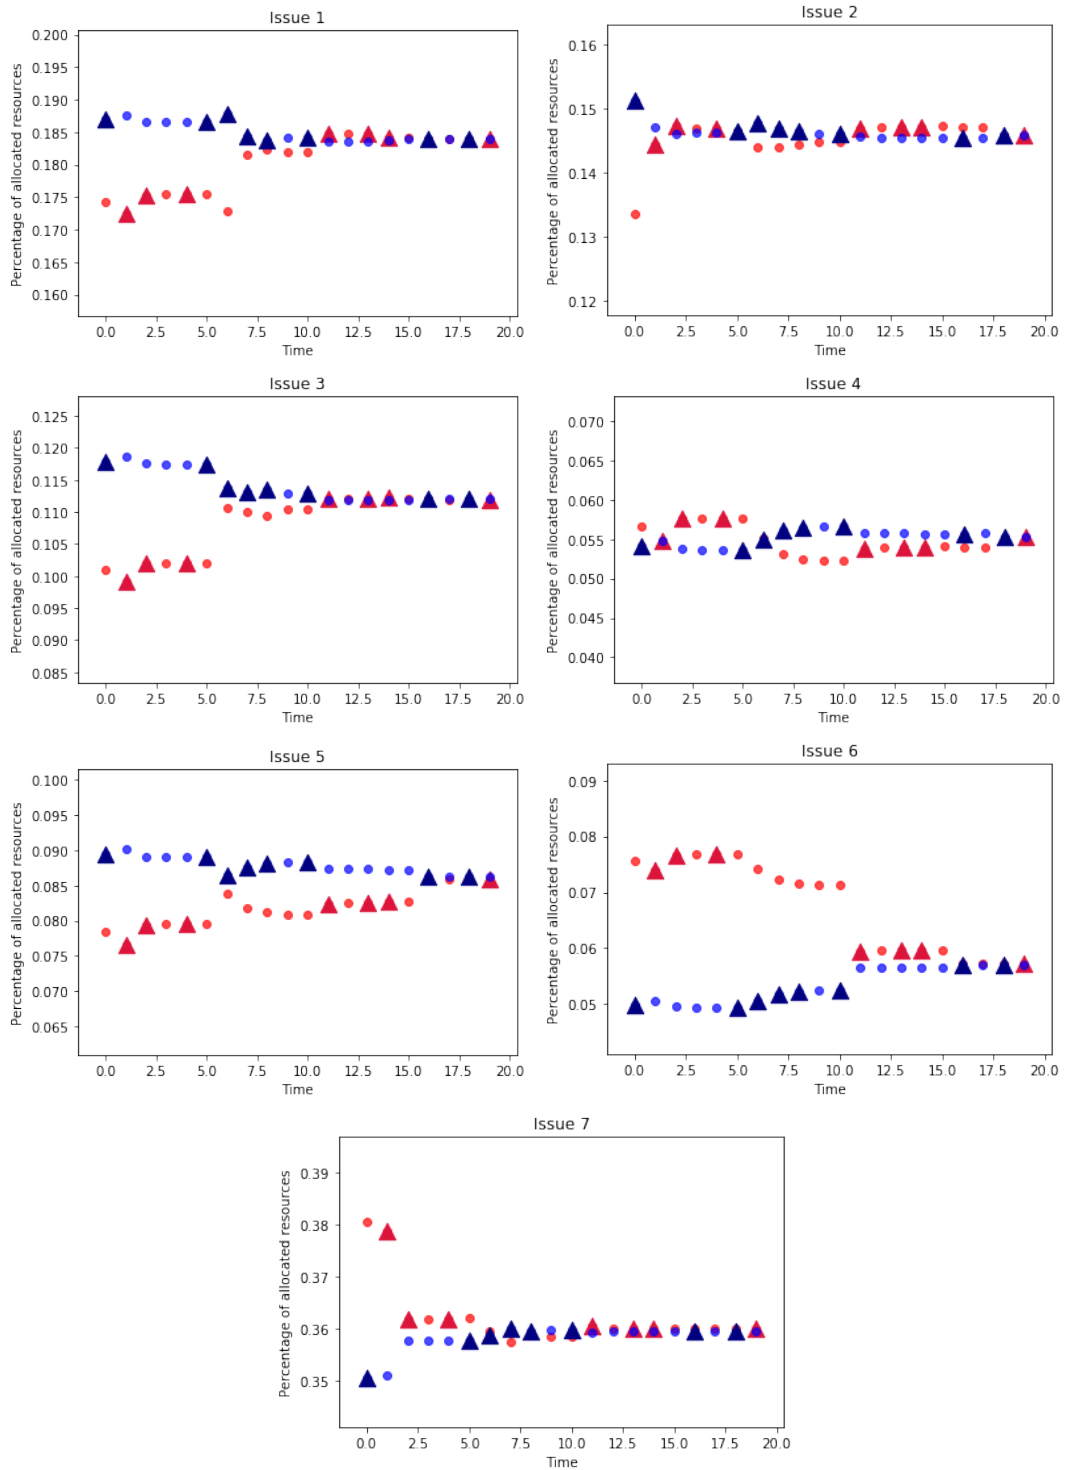 Issue 1
Percentage of allocated resources
0.200
0.195
0.190
0.185
0.180
0.175
0.170
0.165
0.160
0.0 2.5 5.0 7.5 10.0 12.5 15.0 17.5 20.0
Time
Issue 2
Percentage of allocated resources
0.16
0.15
0.14
0.13
0.12
0.0 2.5 5.0 7.5 10.0 12.5 15.0 17.5 20.0
Time
Issue 3
Percentage of allocated resources
0.125
0.120
0.115
0.110
0.105
0.100
0.095
0.090
0.085
0.0 2.5 5.0 7.5 10.0 12.5 15.0 17.5 20.0
Time
Issue 4
Percentage of allocated resources
0.070
0.065
0.060
0.055
0.050
0.045
0.040
0.0 2.5 5.0 7.5 10.0 12.5 15.0 17.5 20.0
Time
Issue 5
Percentage of allocated resources
0.100
0.095
0.090
0.085
0.080
0.075
0.070
0.065
0.0 2.5 5.0 7.5 10.0 12.5 15.0 17.5 20.0
Time
Issue 6
Percentage of allocated resources
0.09
0.08
0.07
0.06
0.05
0.0 2.5 5.0 7.5 10.0 12.5 15.0 17.5 20.0
Time
Issue 7
Percentage of allocated resources
0.39
0.38
0.37
0.36
0.35
0.0 2.5 5.0 7.5 10.0 12.5 15.0 17.5 20.0
Time